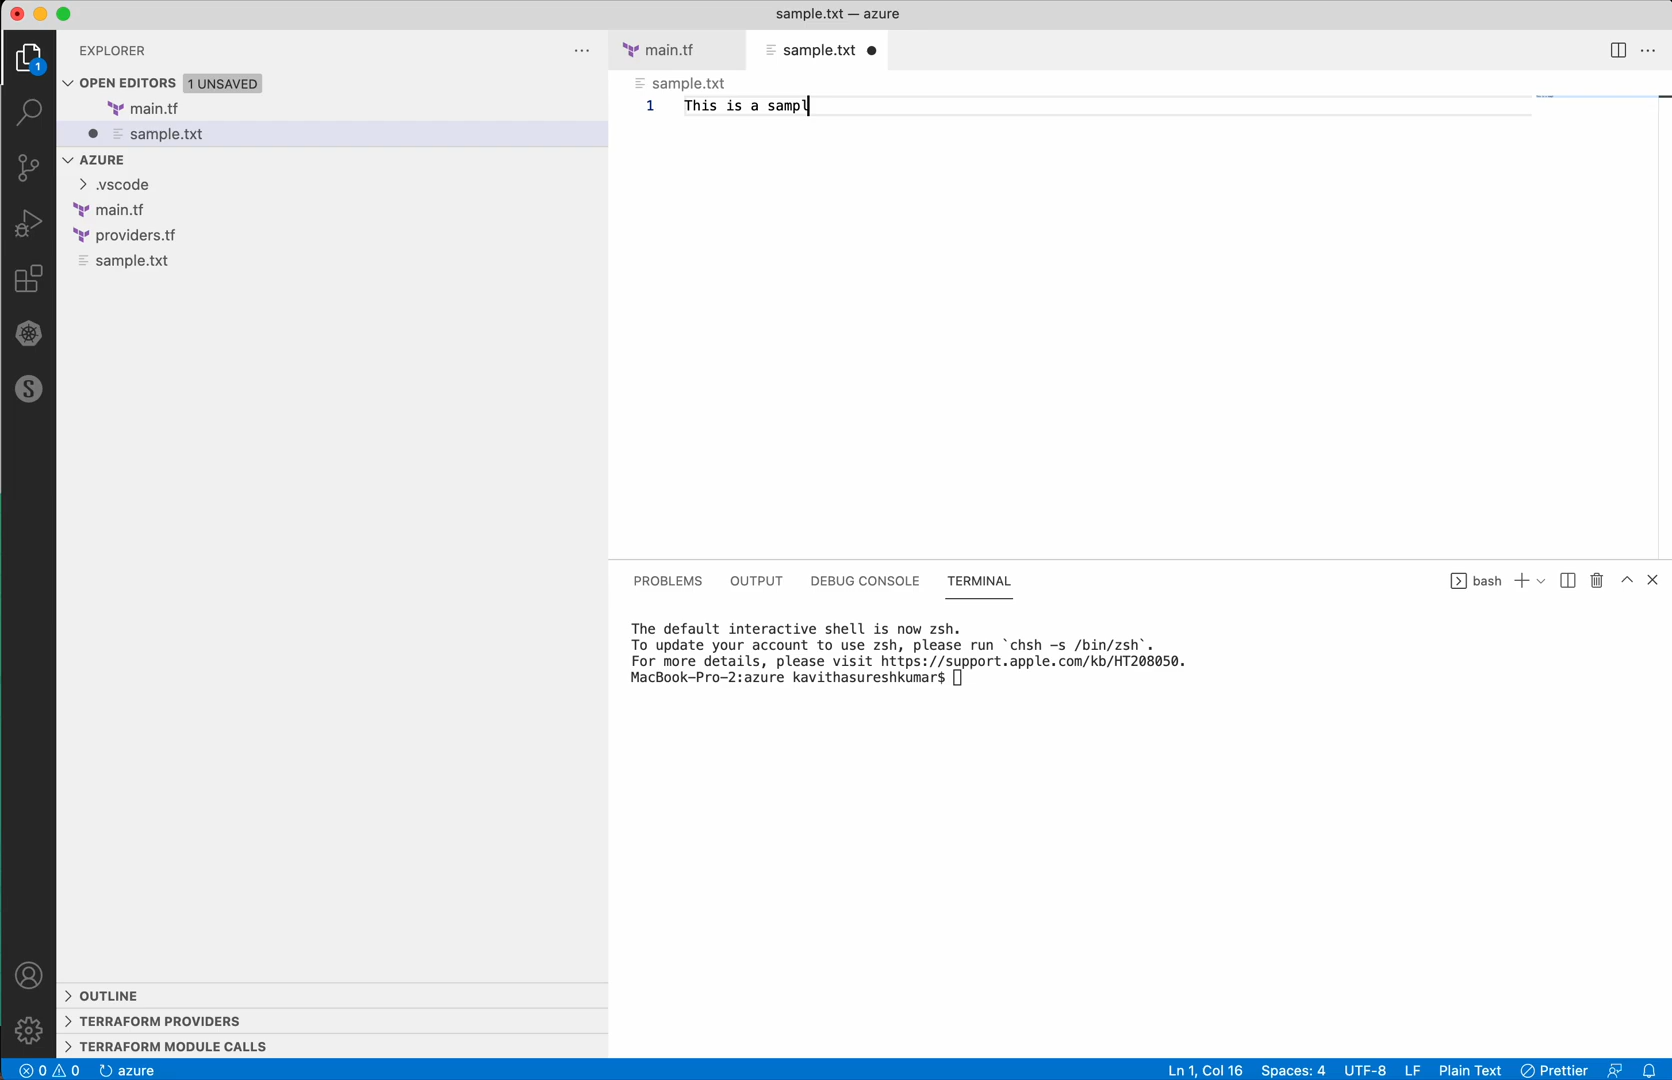 sample.txt — azure
EXPLORER
OPEN EDITORS 1 UNSAVED
main.tf
sample.txt
AZURE
.vscode
main.tf
providers.tf
sample.txt
OUTLINE
TERRAFORM PROVIDERS
TERRAFORM MODULE CALLS
1
S
main.tf
sample.txt
sample.txt
1 This is a sampl
PROBLEMS OUTPUT DEBUG CONSOLE TERMINAL
bash
The default interactive shell is now zsh.
To update your account to use zsh, please run `chsh -s /bin/zsh`.
For more details, please visit https://support.apple.com/kb/HT208050.
MacBook-Pro-2:azure kavithasureshkumar$
0 0 azure
Ln 1, Col 16 Spaces: 4 UTF-8 LF Plain Text Prettier